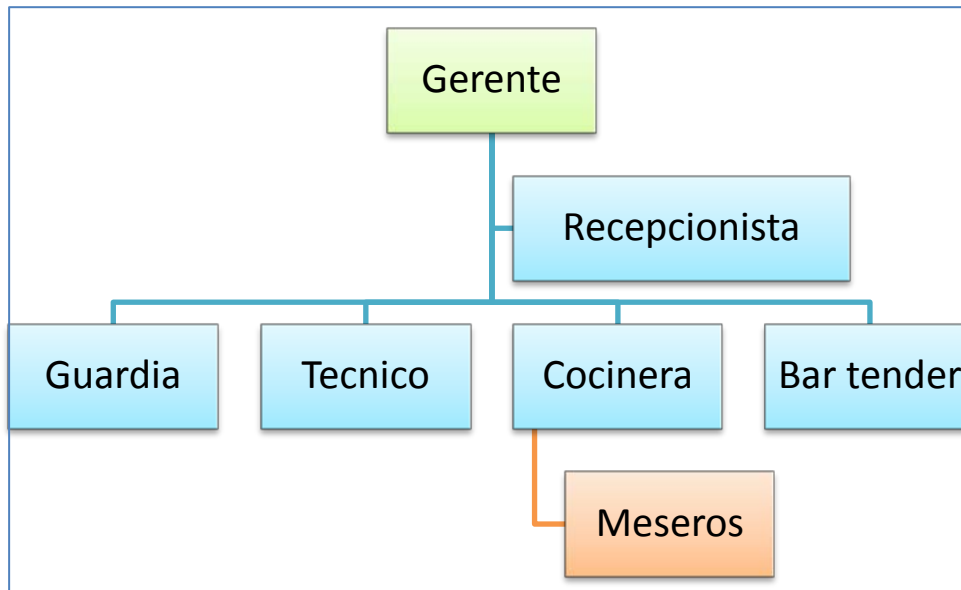 Gerente
Recepcionista
Guardia
Tecnico
Cocinera
Bar tender
Meseros